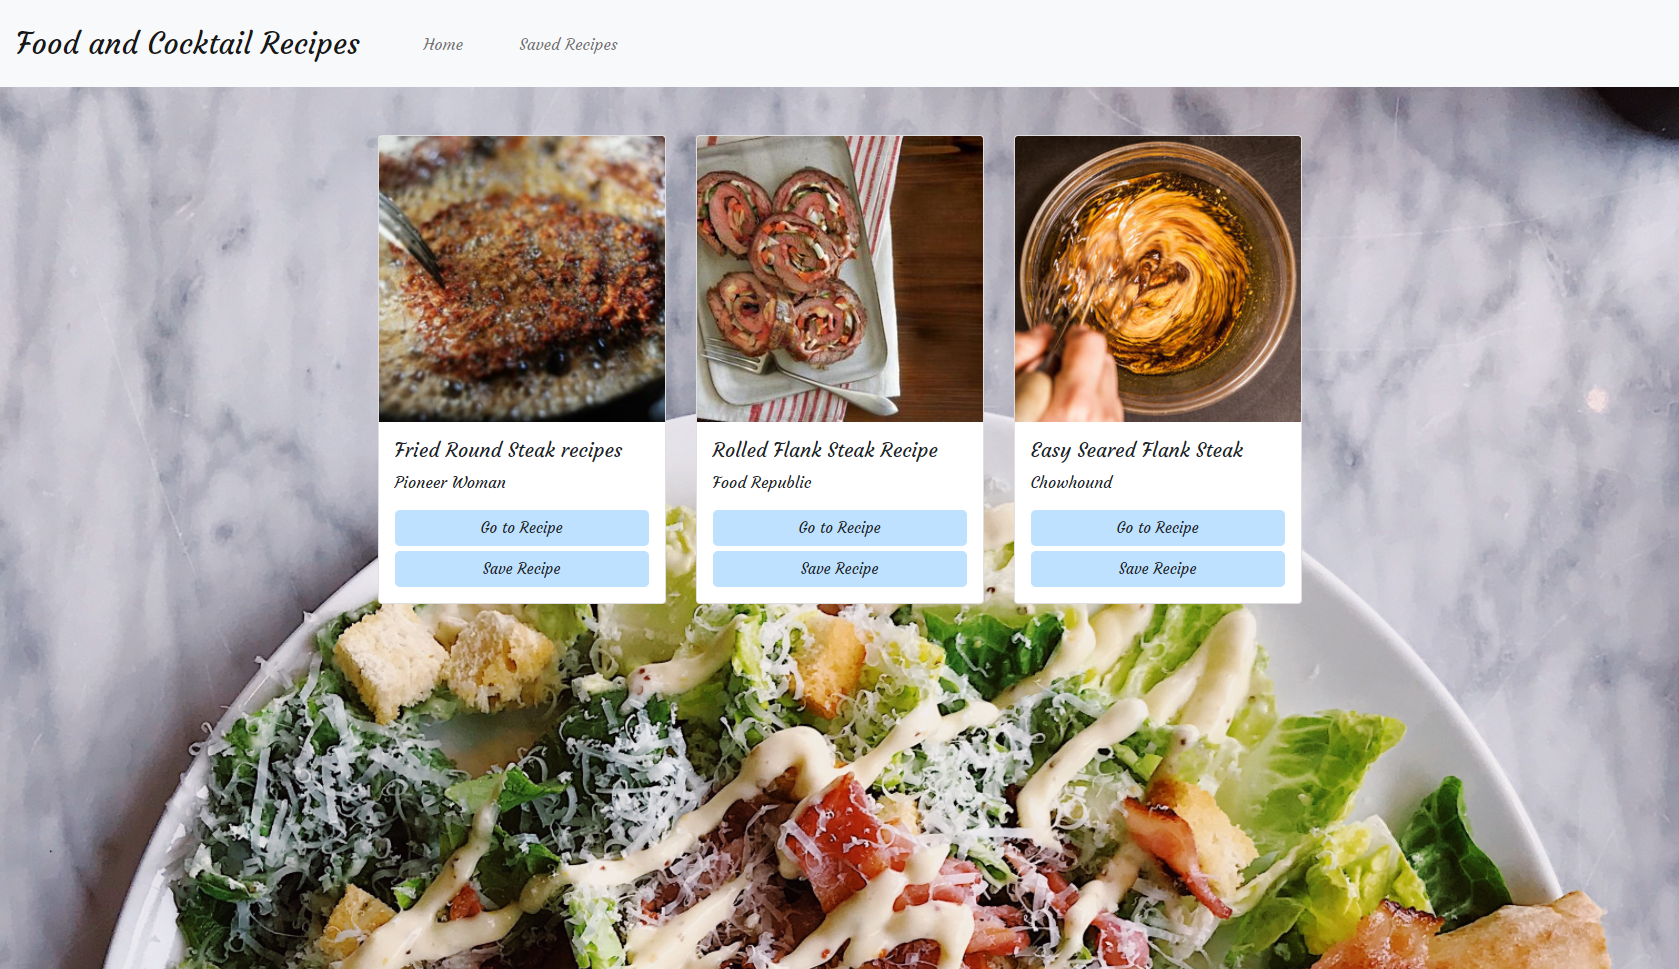 Food and Cocktail Recipes
Home
Saved Recipes
Fried Round Steak recipes
Pioneer Woman
Go to Recipe
Save Recipe
Rolled Flank Steak Recipe
Food Republic
Go to Recipe
Save Recipe
Easy Seared Flank Steak
Chowhound
Go to Recipe
Save Recipe